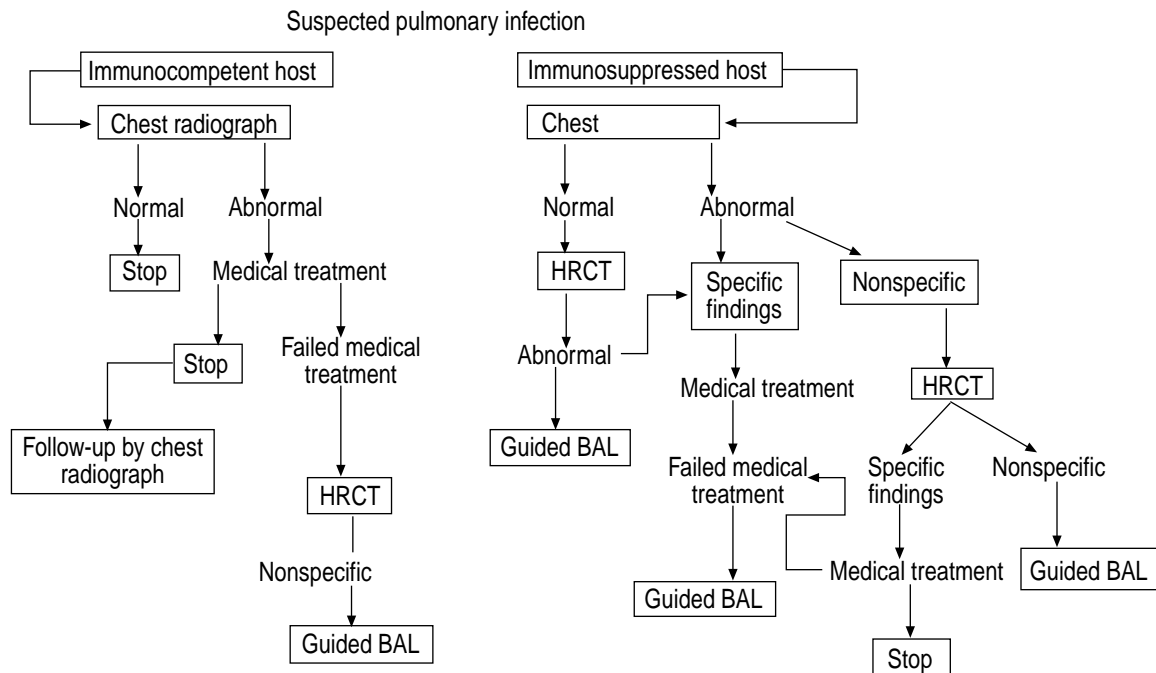 Suspected pulmonary infection
Immunocompetent host
Chest radiograph
Normal
Abnormal
Stop
Medical treatment
Stop
Failed medical
treatment
Follow-up by chest
radiograph
HRCT
Nonspecific
Guided BAL
Immunosuppressed host
Chest
Normal
Abnormal
HRCT
Specific
findings
Nonspecific
Abnormal
Medical treatment
HRCT
Guided BAL
Failed medical
treatment
Specific
findings
Nonspecific
Guided BAL
Medical treatment
Guided BAL
Stop